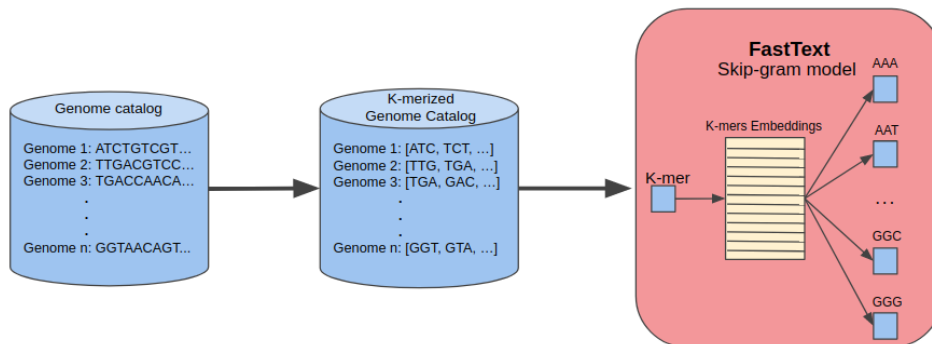 Genome catalog
Genome 1: ATCTGTCGT...
Genome 2: TTGACGTCC...
Genome 3: TGACCAACA...
.
.
.
Genome n: GGTAACAGT...
K-merized
Genome Catalog
Genome 1: [ATC, TCT, ...]
Genome 2: [TTG, TGA, ...]
Genome 3: [TGA, GAC, ...]
.
.
.
Genome n: [GGT, GTA, ...]
FastText
Skip-gram model
K-mer
K-mers Embeddings
AAA
AAT
...
GGC
GGG